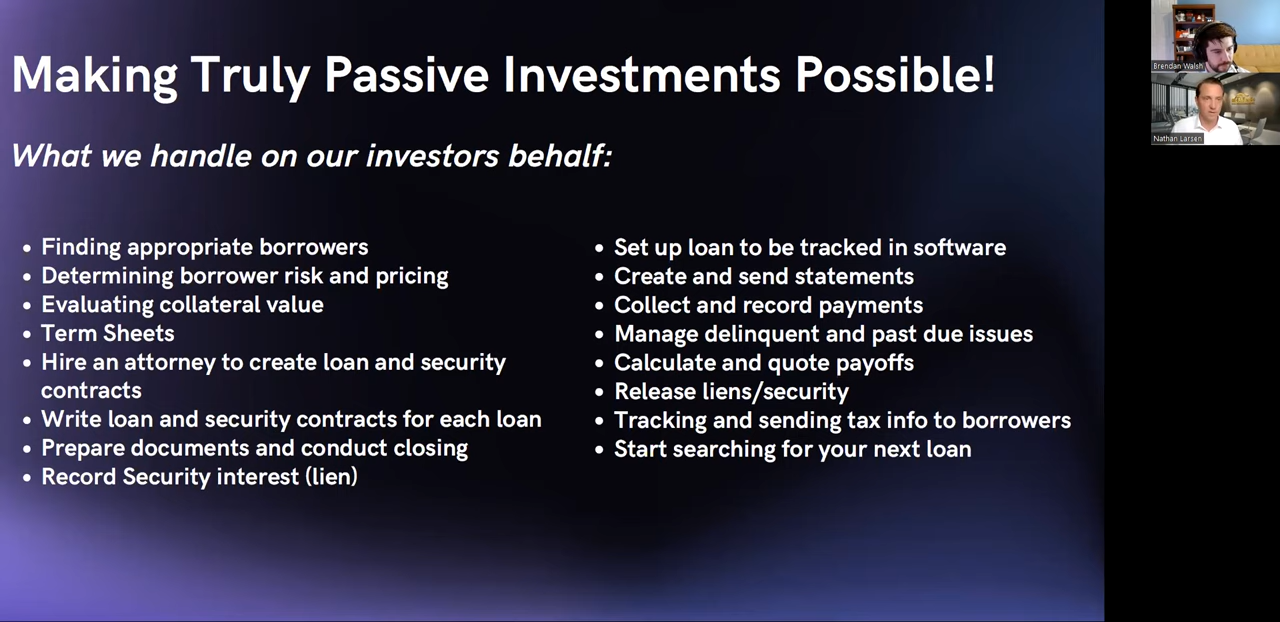 Making Truly Passive Investments Possible!
What we handle on our investors behalf:
• Finding appropriate borrowers
• Determining borrower risk and pricing
• Evaluating collateral value
• Term Sheets
• Hire an attorney to create loan and security
contracts
• Write loan and security contracts for each loan
• Prepare documents and conduct closing
• Record Security interest (lien)
• Set up loan to be tracked in software
• Create and send statements
• Collect and record payments
• Manage delinquent and past due issues
• Calculate and quote payoffs
• Release liens/security
• Tracking and sending tax info to borrowers
• Start searching for your next loan
Brendan Walsh
Nathan Larsen